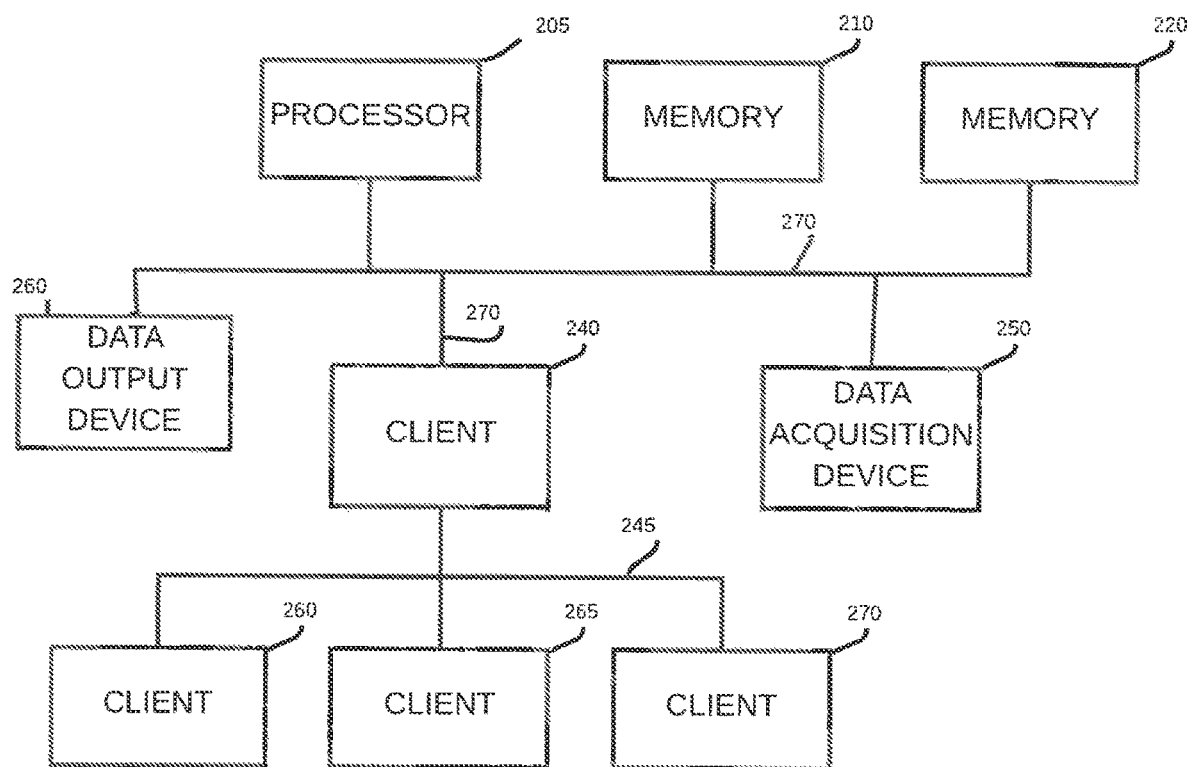 205
210
220
PROCESSOR
MEMORY
MEMORY
270
260
270
240
250
DATA
OUTPUT
DEVICE
CLIENT
DATA
ACQUISITION
DEVICE
245
260
265
270
CLIENT
CLIENT
CLIENT